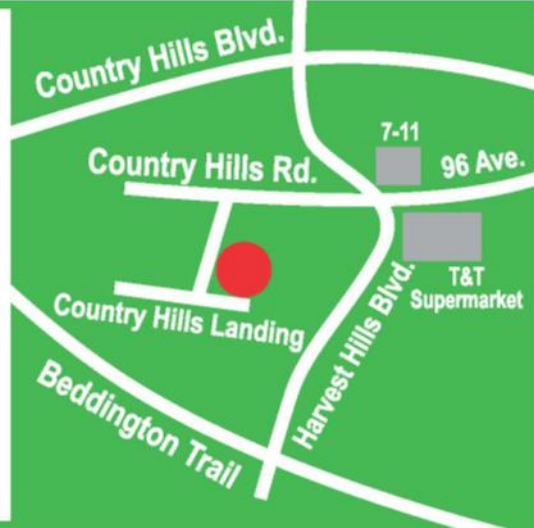 Country Hills Blvd.
7-11
Country Hills Rd.
96 Ave.
T&T
Supermarket
Country Hills Landing
Harvest Hills Blvd.
Beddington Trail